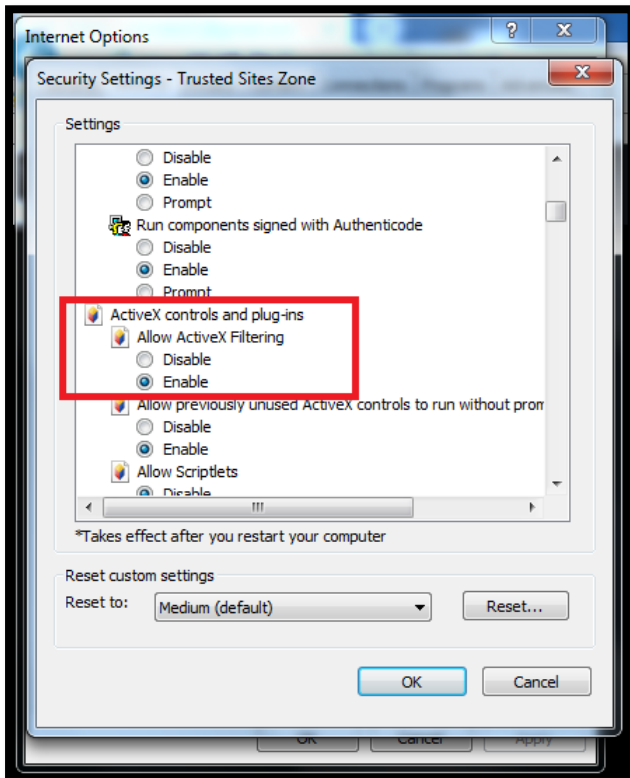 Internet Options
Security Settings - Trusted Sites Zone
Settings
Disable
Enable
Prompt
Run components signed with Authenticode
Disable
Enable
Prompt
ActiveX controls and plug-ins
Allow ActiveX Filtering
Disable
Enable
Allow previously unused ActiveX controls to run without prom
Disable
Enable
Allow Scriptlets
Disable
*Takes effect after you restart your computer
Reset custom settings
Reset to:
Medium (default)
Reset...
OK
Cancel
OK
Cancel
Apply